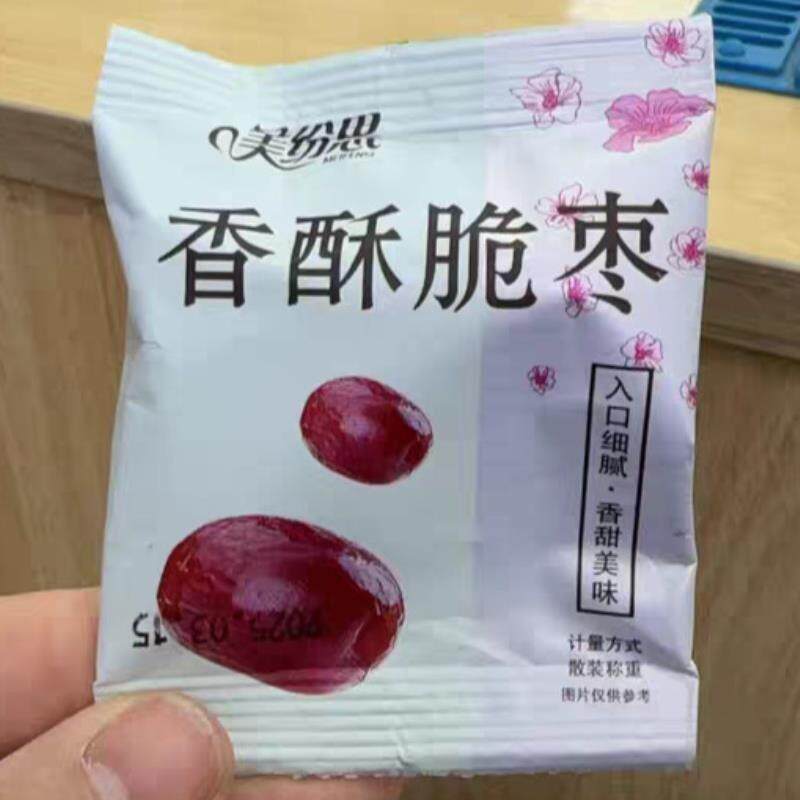 美纷思
MEIFENSI
香酥脆枣
入口细腻·香甜美味
2025.03.15
计量方式
散装称重
图片仅供参考